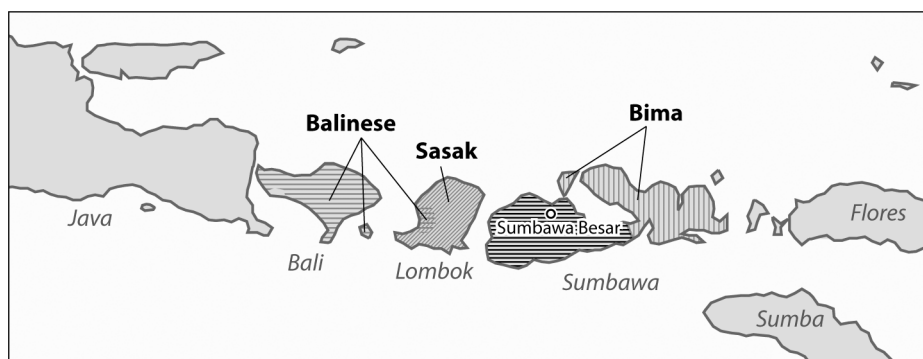 Bima
Balinese
Sasak
Java
Sumbawa Besar
Flores
Bali
Lombok
Sumbawa
Sumba